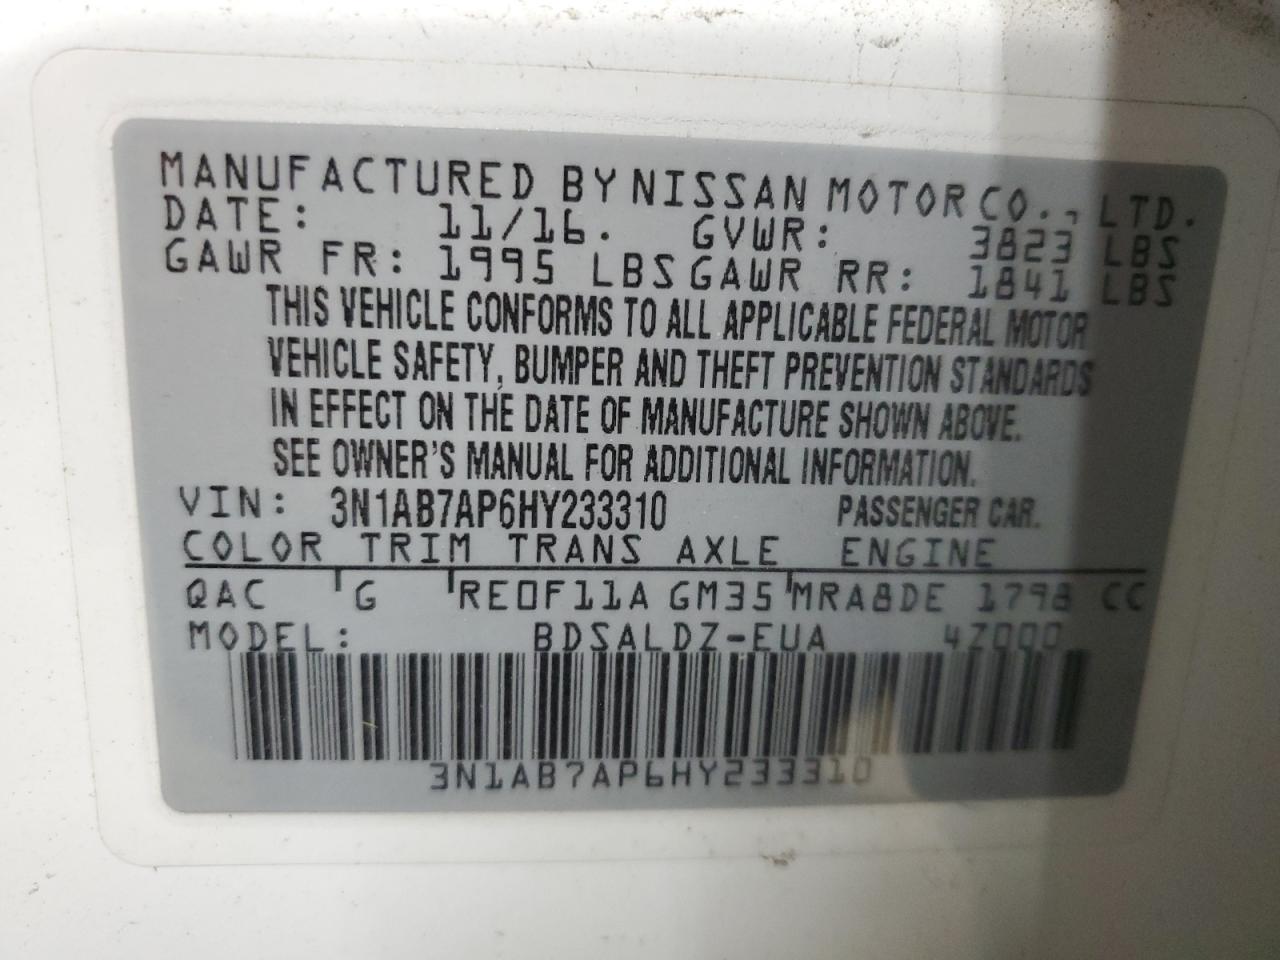 MANUFACTURED BY NISSAN MOTOR CO., LTD.
DATE: 11/16. GVWR: 3823 LBS
GAWR FR: 1995 LBS GAWR RR: 1841 LBS
THIS VEHICLE CONFORMS TO ALL APPLICABLE FEDERAL MOTOR
VEHICLE SAFETY, BUMPER AND THEFT PREVENTION STANDARDS
IN EFFECT ON THE DATE OF MANUFACTURE SHOWN ABOVE.
SEE OWNER'S MANUAL FOR ADDITIONAL INFORMATION.
VIN: 3N1AB7AP6HY233310 PASSENGER CAR.
COLOR TRIM TRANS AXLE ENGINE
QAC G RE0F11A GM35 MRA8DE 1798 CC
MODEL: BDSALDZ-EUA 4Z000
3N1AB7AP6HY233310